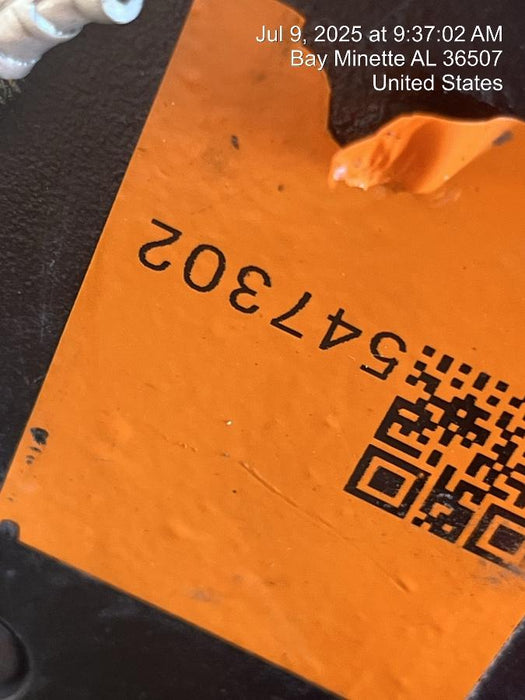 Jul 9, 2025 at 9:37:02 AM
Bay Minette AL 36507
United States
547302